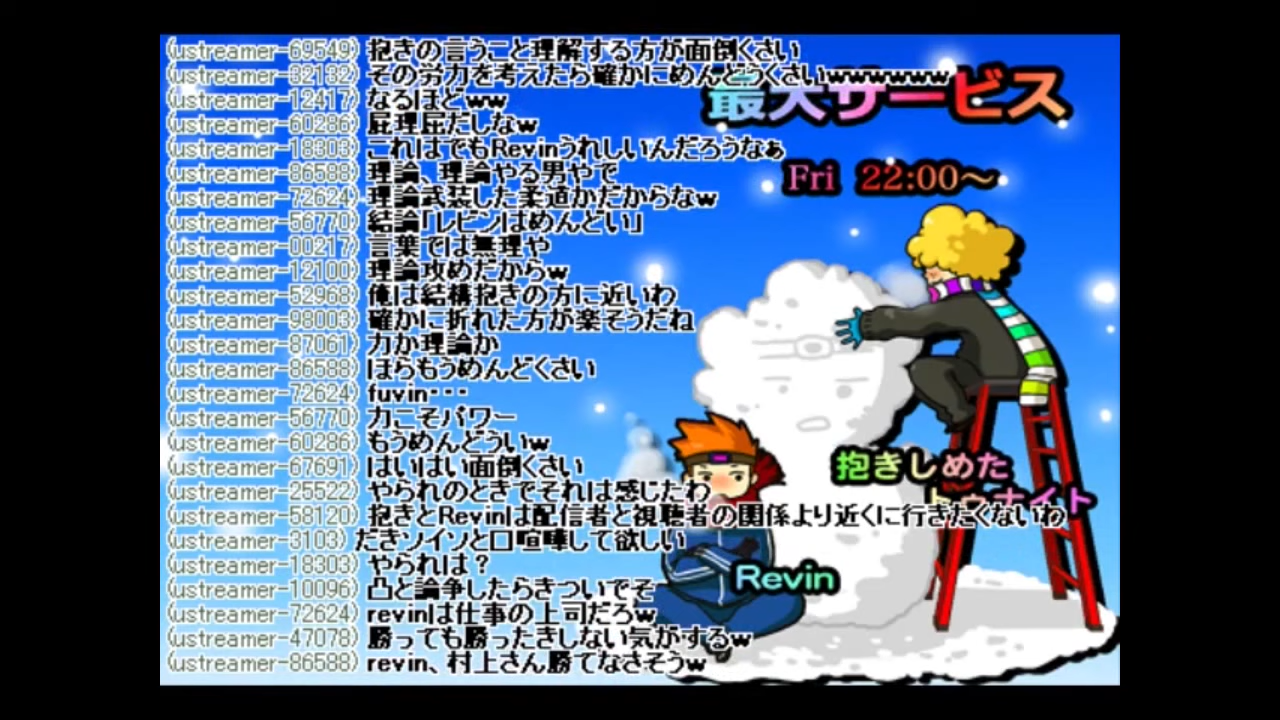 (ustreamer-69549) 抱きの言うこと理解する方が面倒くさい
(ustreamer-32132) その労力を考えたら確かにめんどうくさいwwwwww
最大サービス
(ustreamer-12417) なるほどww
(ustreamer-60286) 屁理屈だしなw
(ustreamer-18303) これはでもRevinうれしいんだろうなぁ
(ustreamer-86588) 理論、理論やる男やで
Fri 22:00～
(ustreamer-72624) 理論武装した柔道かだからなw
(ustreamer-56770) 結論「レビンはめんどい」
(ustreamer-00217) 言葉では無理や
(ustreamer-12100) 理論攻めだからw
(ustreamer-52968) 俺は結構抱きの方に近いわ
(ustreamer-98003) 確かに折れた方が楽そうだね
(ustreamer-87061) 力か理論か
(ustreamer-86588) ほらもうめんどくさい
(ustreamer-72624) fuvin・・・
(ustreamer-56770) 力こそパワー
(ustreamer-60286) もうめんどういw
(ustreamer-67691) はいはい面倒くさい
抱きしめた
トゥナイト
(ustreamer-25522) やられのときでそれは感じたわ
(ustreamer-58120) 抱きとRevinは配信者と視聴者の関係より近くに行きたくないわ
(ustreamer-3103) だきソイソと口喧嘩して欲しい
(ustreamer-18303) やられは？
Revin
(ustreamer-10096) 凸と論争したらきついでそ
(ustreamer-72624) revinは仕事の上司だろw
(ustreamer-47078) 勝っても勝ったきしない気がするw
(ustreamer-86588) revin、村上さん勝てなさそうw